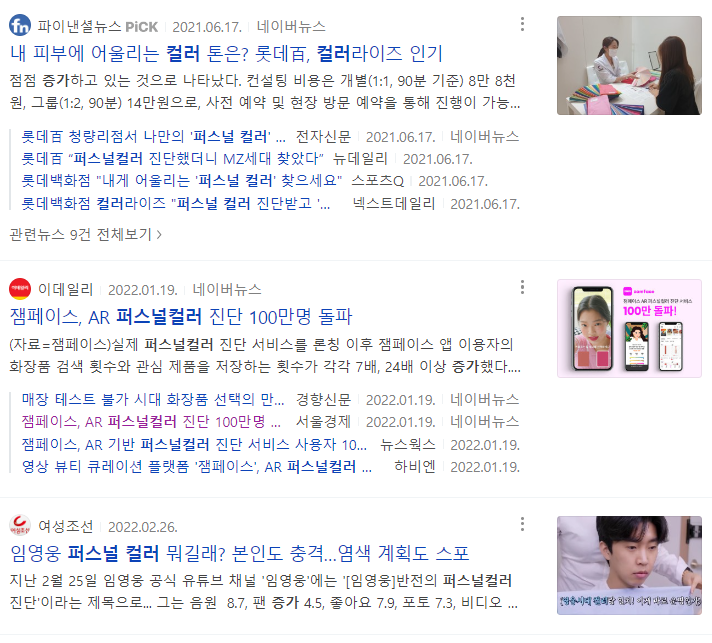 fn 파이낸셜뉴스 PiCK 2021.06.17. 네이버뉴스
내 피부에 어울리는 컬러 톤은? 롯데百, 컬러라이즈 인기
점점 증가하고 있는 것으로 나타났다. 컨설팅 비용은 개별(1:1, 90분 기준) 8만 8천
원, 그룹(1:2, 90분) 14만원으로, 사전 예약 및 현장 방문 예약을 통해 진행이 가능...
롯데百 청량리점서 나만의 '퍼스널 컬러' ... 전자신문 2021.06.17. 네이버뉴스
롯데百 “퍼스널컬러 진단했더니 MZ세대 찾았다” 뉴데일리 2021.06.17.
롯데백화점 "내게 어울리는 '퍼스널 컬러' 찾으세요" 스포츠Q 2021.06.17.
롯데백화점 컬러라이즈 "퍼스널 컬러 진단받고 '... 넥스트데일리 2021.06.17.
관련뉴스 9건 전체보기
이데일리 이데일리 2022.01.19. 네이버뉴스
잼페이스, AR 퍼스널컬러 진단 100만명 돌파
(자료=잼페이스)실제 퍼스널컬러 진단 서비스를 론칭 이후 잼페이스 앱 이용자의
화장품 검색 횟수와 관심 제품을 저장하는 횟수가 각각 7배, 24배 이상 증가했다....
잼페이스 AR 퍼스널컬러 진단 서비스
100만 돌파!
매장 테스트 불가 시대 화장품 선택의 만... 경향신문 2022.01.19. 네이버뉴스
잼페이스, AR 퍼스널컬러 진단 100만명 ... 서울경제 2022.01.19. 네이버뉴스
잼페이스, AR 기반 퍼스널컬러 진단 서비스 사용자 10... 뉴스웍스 2022.01.19.
영상 뷰티 큐레이션 플랫폼 '잼페이스', AR 퍼스널컬러 ... 하비엔 2022.01.19.
여성조선 여성조선 2022.02.26.
임영웅 퍼스널 컬러 뭐길래? 본인도 충격...염색 계획도 스포
지난 2월 25일 임영웅 공식 유튜브 채널 '임영웅'에는 '[임영웅]반전의 퍼스널컬러
진단'이라는 제목으로... 그는 음원 8.7, 팬 증가 4.5, 좋아요 7.9, 포토 7.3, 비디오 ...